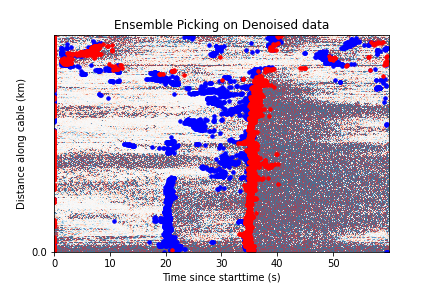 Ensemble Picking on Denoised data
Distance along cable (km)
0.0
0 10 20 30 40 50
Time since starttime (s)